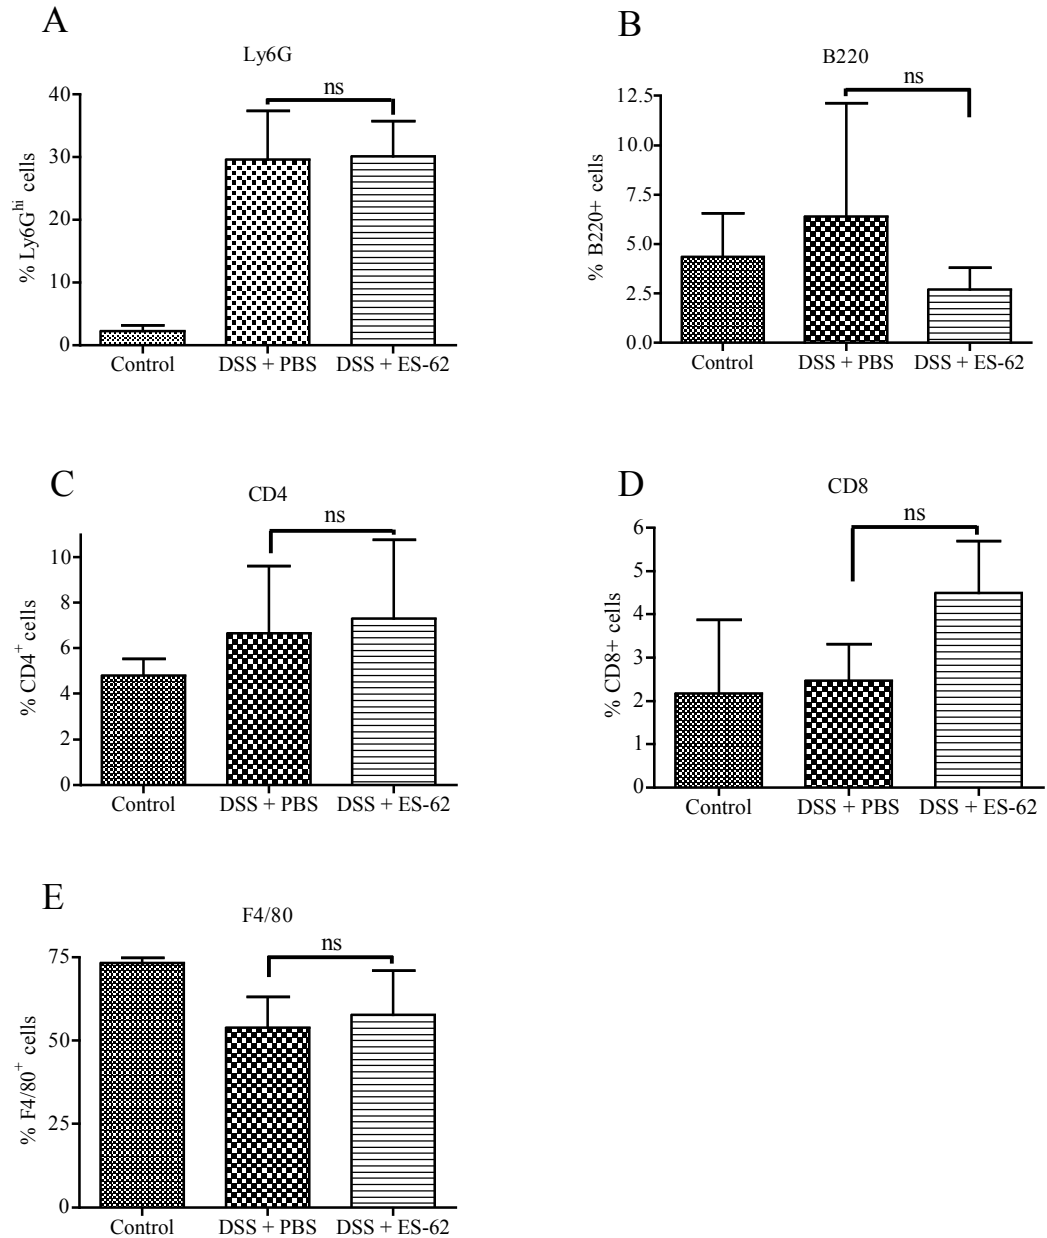 A
Ly6G
ns
% Ly6G^hi cells
40
30
20
10
0
Control
DSS + PBS
DSS + ES-62
B
B220
ns
% B220+ cells
12.5
10.0
7.5
5.0
2.5
0.0
Control
DSS + PBS
DSS + ES-62
C
CD4
ns
% CD4⁺ cells
10
8
6
4
2
0
Control
DSS + PBS
DSS + ES-62
D
CD8
ns
% CD8+ cells
6
5
4
3
2
1
0
Control
DSS + PBS
DSS + ES-62
E
F4/80
ns
% F4/80⁺ cells
75
50
25
0
Control
DSS + PBS
DSS + ES-62